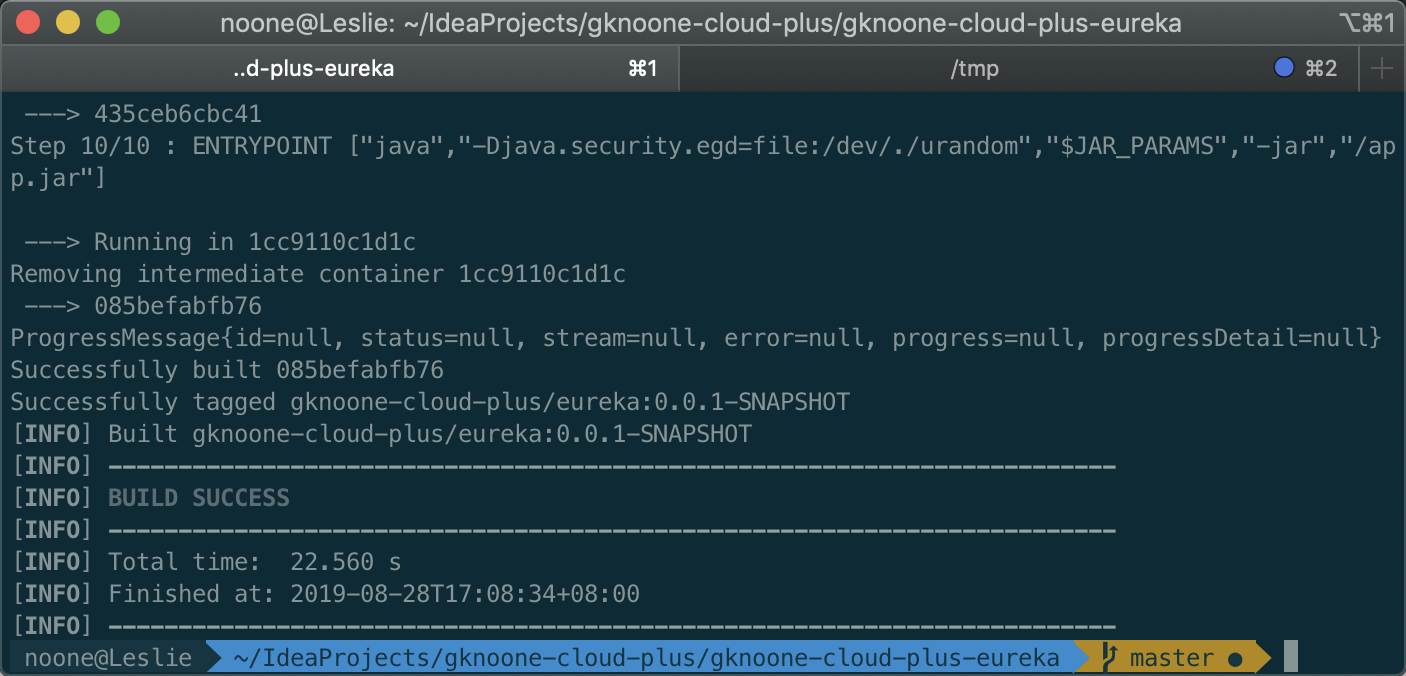 noone@Leslie: ~/IdeaProjects/gknoone-cloud-plus/gknoone-cloud-plus-eureka ⌥⌘1
..d-plus-eureka ⌘1 /tmp ⌘2
---> 435ceb6cbc41
Step 10/10 : ENTRYPOINT ["java","-Djava.security.egd=file:/dev/./urandom","$JAR_PARAMS","-jar","/ap
p.jar"]
---> Running in 1cc9110c1d1c
Removing intermediate container 1cc9110c1d1c
---> 085befabfb76
ProgressMessage{id=null, status=null, stream=null, error=null, progress=null, progressDetail=null}
Successfully built 085befabfb76
Successfully tagged gknoone-cloud-plus/eureka:0.0.1-SNAPSHOT
[INFO] Built gknoone-cloud-plus/eureka:0.0.1-SNAPSHOT
[INFO] ------------------------------------------------------------------------
[INFO] BUILD SUCCESS
[INFO] ------------------------------------------------------------------------
[INFO] Total time:  22.560 s
[INFO] Finished at: 2019-08-28T17:08:34+08:00
[INFO] ------------------------------------------------------------------------
noone@Leslie ~/IdeaProjects/gknoone-cloud-plus/gknoone-cloud-plus-eureka master ●